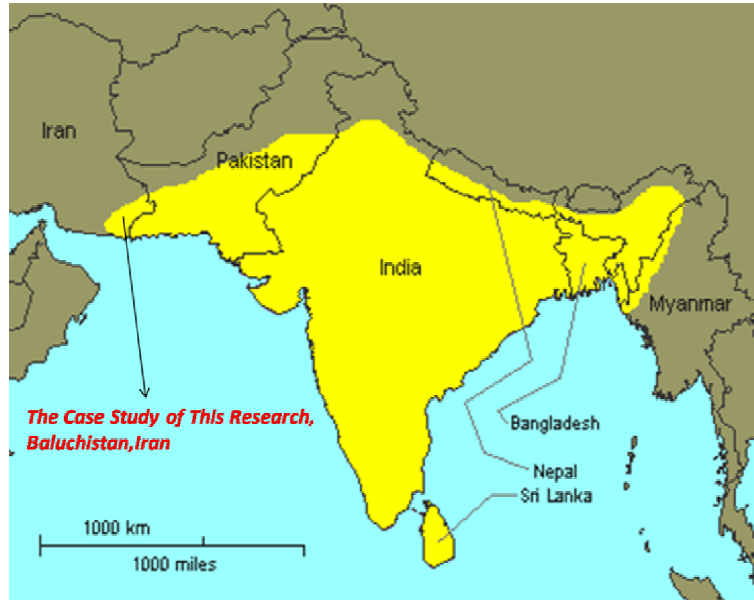 Iran
Pakistan
India
Myanmar
The Case Study of This Research,
Baluchistan,Iran
Bangladesh
Nepal
Sri Lanka
1000 km
1000 miles